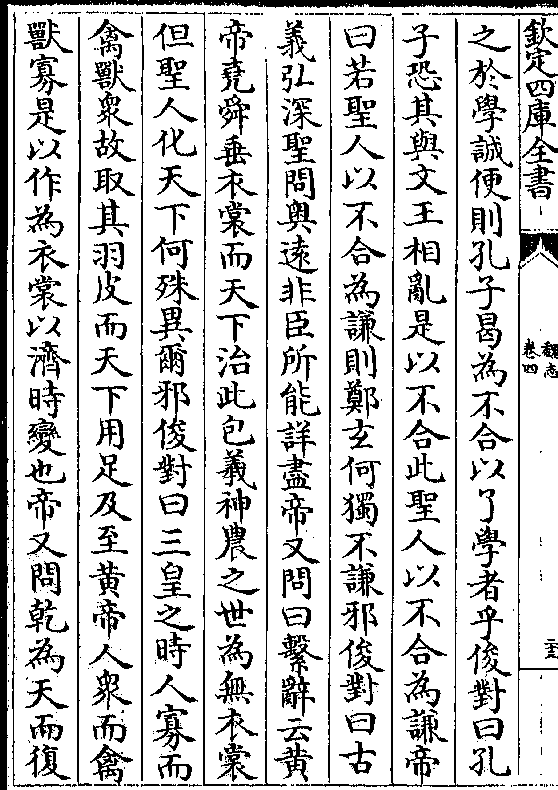 欽定四庫全書
魏志
卷四
之於學誠便則孔子曷為不合以了學者乎俊對曰孔
子恐其與文王相亂是以不合此聖人以不合為謙帝
曰若聖人以不合為謙則鄭玄何獨不謙邪俊對曰古
義弘深聖問奥遠非臣所能詳盡帝又問曰繫辭云黄
帝堯舜垂衣裳而天下治此包羲神農之世為無衣裳
但聖人化天下何殊異爾邪俊對曰三皇之時人寡而
禽獸衆故取其羽皮而天下用足及至黄帝人衆而禽
獸寡是以作為衣裳以濟時變也帝又問乾為天而復